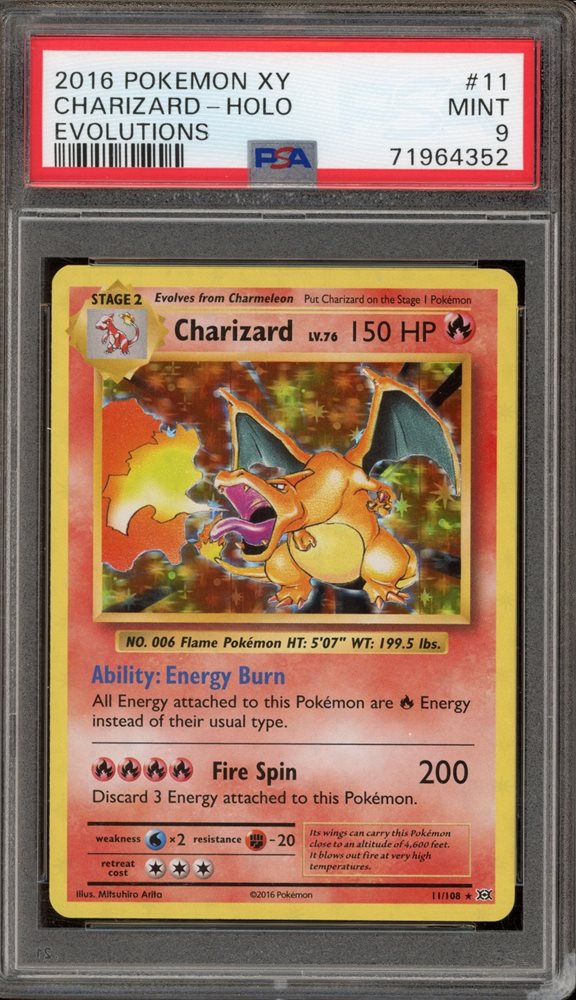 2016 POKEMON XY #11
CHARIZARD – HOLO MINT
EVOLUTIONS 9
PSA 71964352
STAGE 2 Evolves from Charmeleon Put Charizard on the Stage 1 Pokémon
Charizard LV.76 150 HP
NO. 006 Flame Pokémon HT: 5'07" WT: 199.5 lbs.
Ability: Energy Burn
All Energy attached to this Pokémon are Energy
instead of their usual type.
Fire Spin 200
Discard 3 Energy attached to this Pokémon.
weakness ×2 resistance -20
retreat
cost
Its wings can carry this Pokémon
close to an altitude of 4,600 feet.
It blows out fire at very high
temperatures.
Illus. Mitsuhiro Arita ©2016 Pokémon 11/108 ★